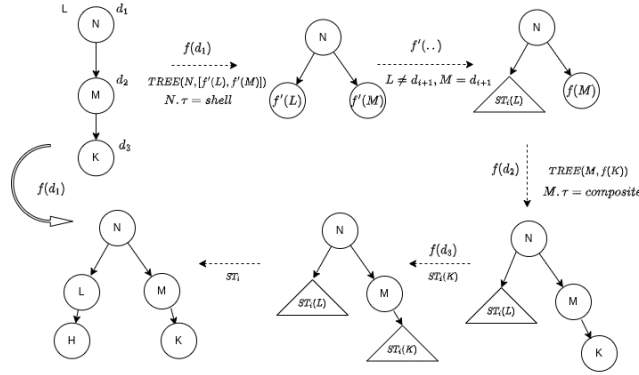 L
N
d₁
M
d₂
K
d₃
f(d₁)
f(d₁)
TREE(N,[f′(L), f′(M)])
N.τ = shell
N
f′(L)
f′(M)
f′(..)
L ≠ dᵢ₊₁, M = dᵢ₊₁
N
STᵢ(L)
f(M)
f(d₂)
TREE(M, f(K))
M.τ = composite
N
STᵢ(L)
M
K
f(d₃)
STᵢ(K)
N
STᵢ(L)
M
STᵢ(K)
STᵢ
N
L
M
H
K